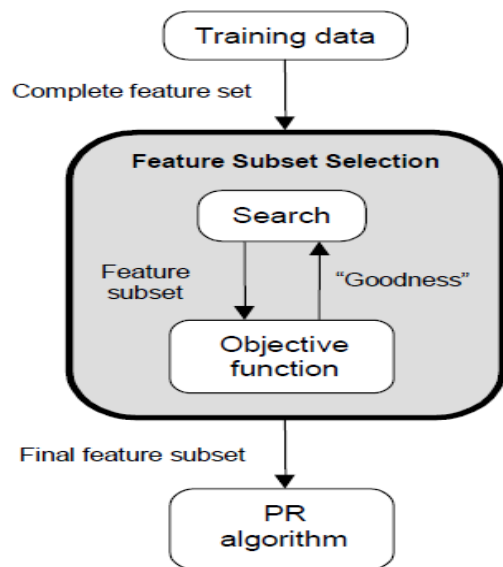 Training data
Complete feature set
Feature Subset Selection
Search
Feature
subset
“Goodness”
Objective
function
Final feature subset
PR
algorithm